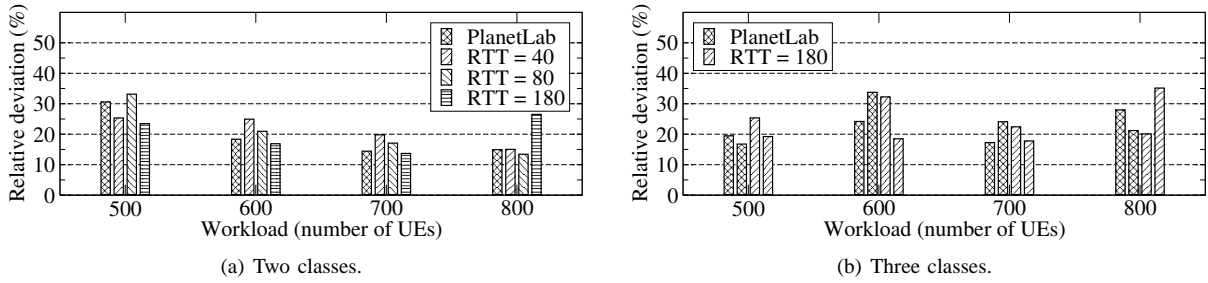 Relative deviation (%)
50
40
30
20
10
0
PlanetLab
RTT = 40
RTT = 80
RTT = 180
500 600 700 800
Workload (number of UEs)
(a) Two classes.
Relative deviation (%)
50
40
30
20
10
0
PlanetLab
RTT = 180
500 600 700 800
Workload (number of UEs)
(b) Three classes.